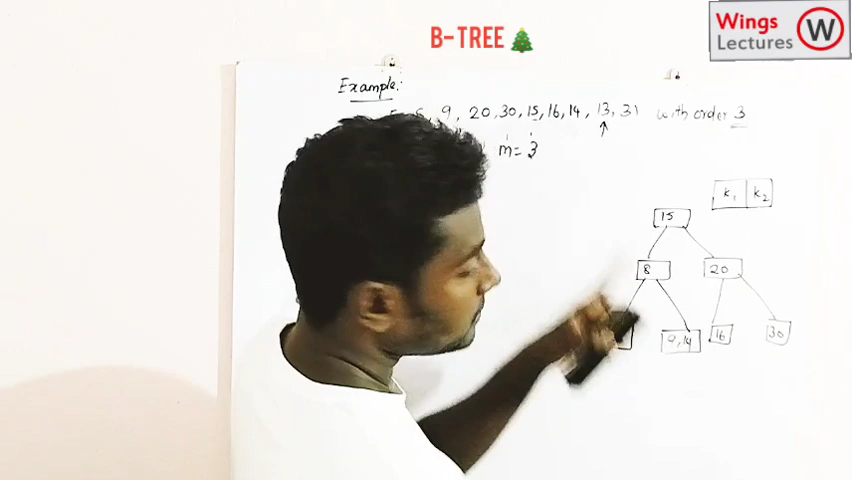 B-TREE🎄
Wings
Lectures W
Example:-
9, 20, 30, 15, 16, 14, 13, 31 with order 3
m = 3
k1 k2
15
8 20
9,14 16 30